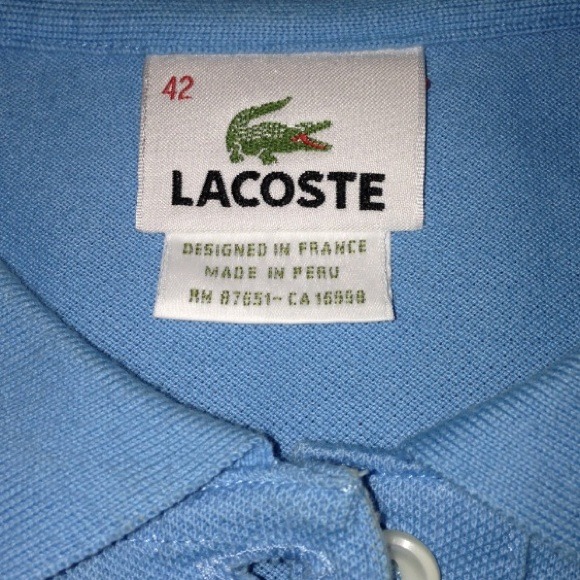 42
LACOSTE
DESIGNED IN FRANCE
MADE IN PERU
RN 87651-CA 16998